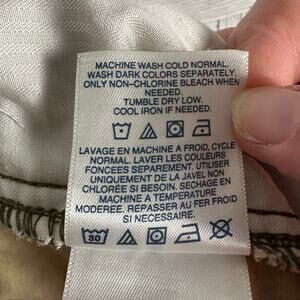 MACHINE WASH COLD NORMAL.
WASH DARK COLORS SEPARATELY.
ONLY NON-CHLORINE BLEACH WHEN
NEEDED.
TUMBLE DRY LOW.
COOL IRON IF NEEDED.
LAVAGE EN MACHINE A FROID, CYCLE
NORMAL. LAVER LES COULEURS
FONCEES SEPAREMENT. UTILISER
UNIQUEMENT DE LA JAVEL NON
CHLORÉE SI BESOIN. SECHAGE EN
MACHINE A TEMPERATURE
MODEREE. REPASSER AU FER FROID
SI NECESSAIRE.
30